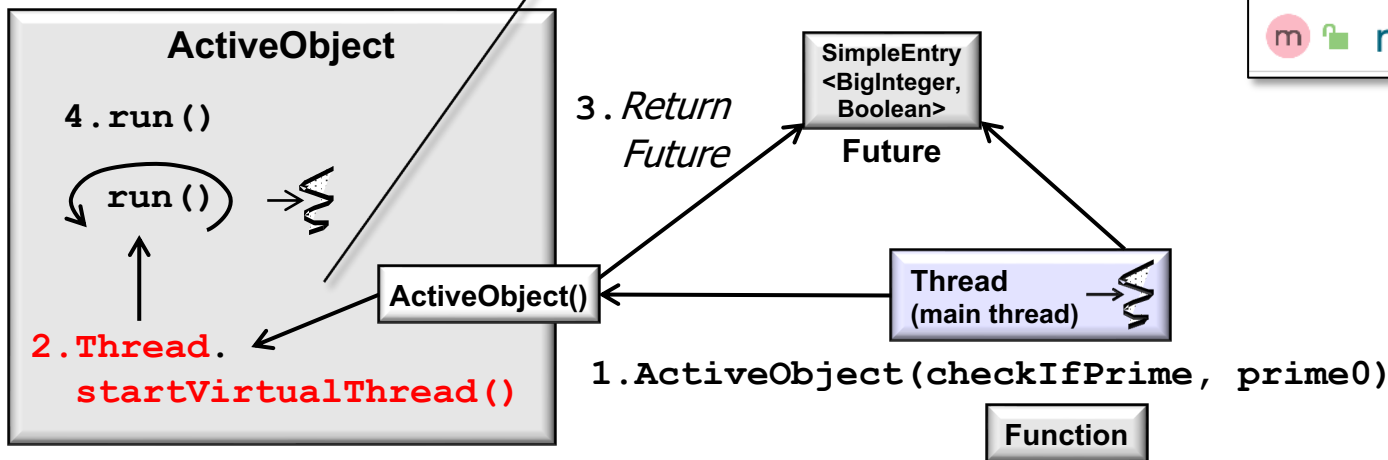 ActiveObject
4.run()
run()
2.Thread.
startVirtualThread()
ActiveObject()
3.Return
Future
SimpleEntry
<BigInteger,
Boolean>
Future
Thread
(main thread)
1.ActiveObject(checkIfPrime, prime0)
Function
m